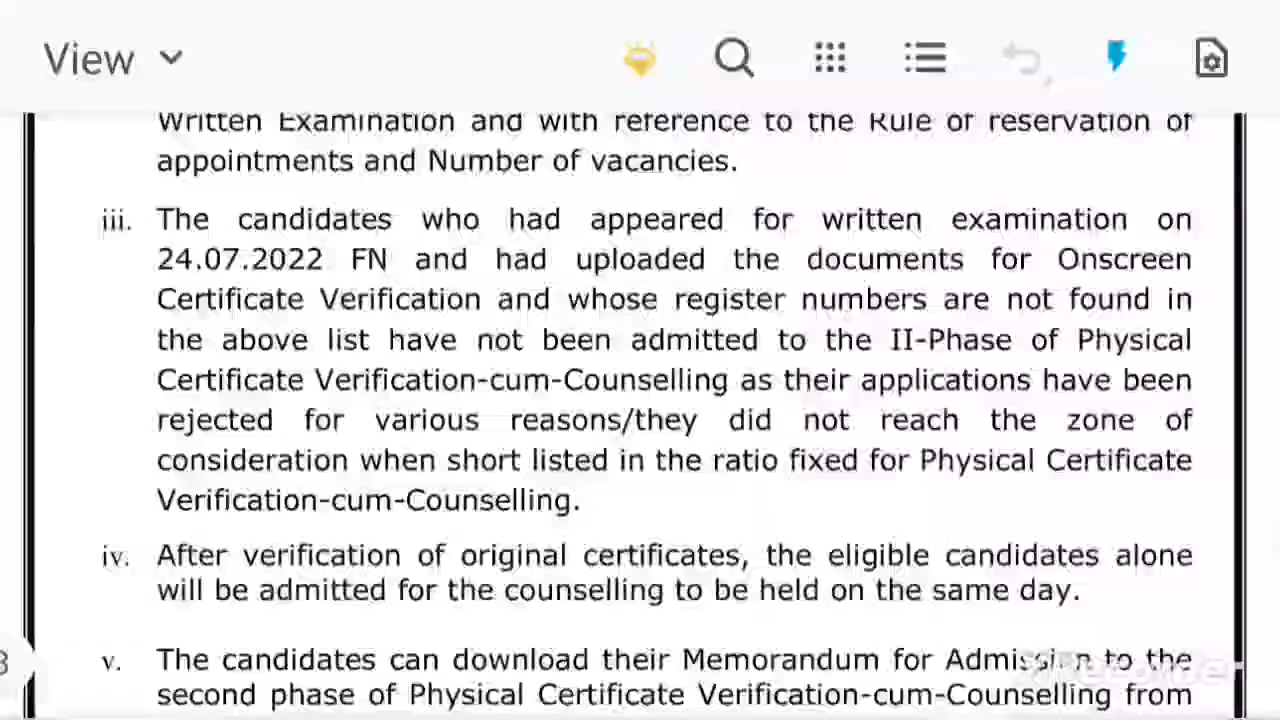 View
Written Examination and with reference to the Rule of reservation of
appointments and Number of vacancies.
iii. The candidates who had appeared for written examination on
24.07.2022 FN and had uploaded the documents for Onscreen
Certificate Verification and whose register numbers are not found in
the above list have not been admitted to the II-Phase of Physical
Certificate Verification-cum-Counselling as their applications have been
rejected for various reasons/they did not reach the zone of
consideration when short listed in the ratio fixed for Physical Certificate
Verification-cum-Counselling.
iv. After verification of original certificates, the eligible candidates alone
will be admitted for the counselling to be held on the same day.
3
v. The candidates can download their Memorandum for Admission to the
second phase of Physical Certificate Verification-cum-Counselling from